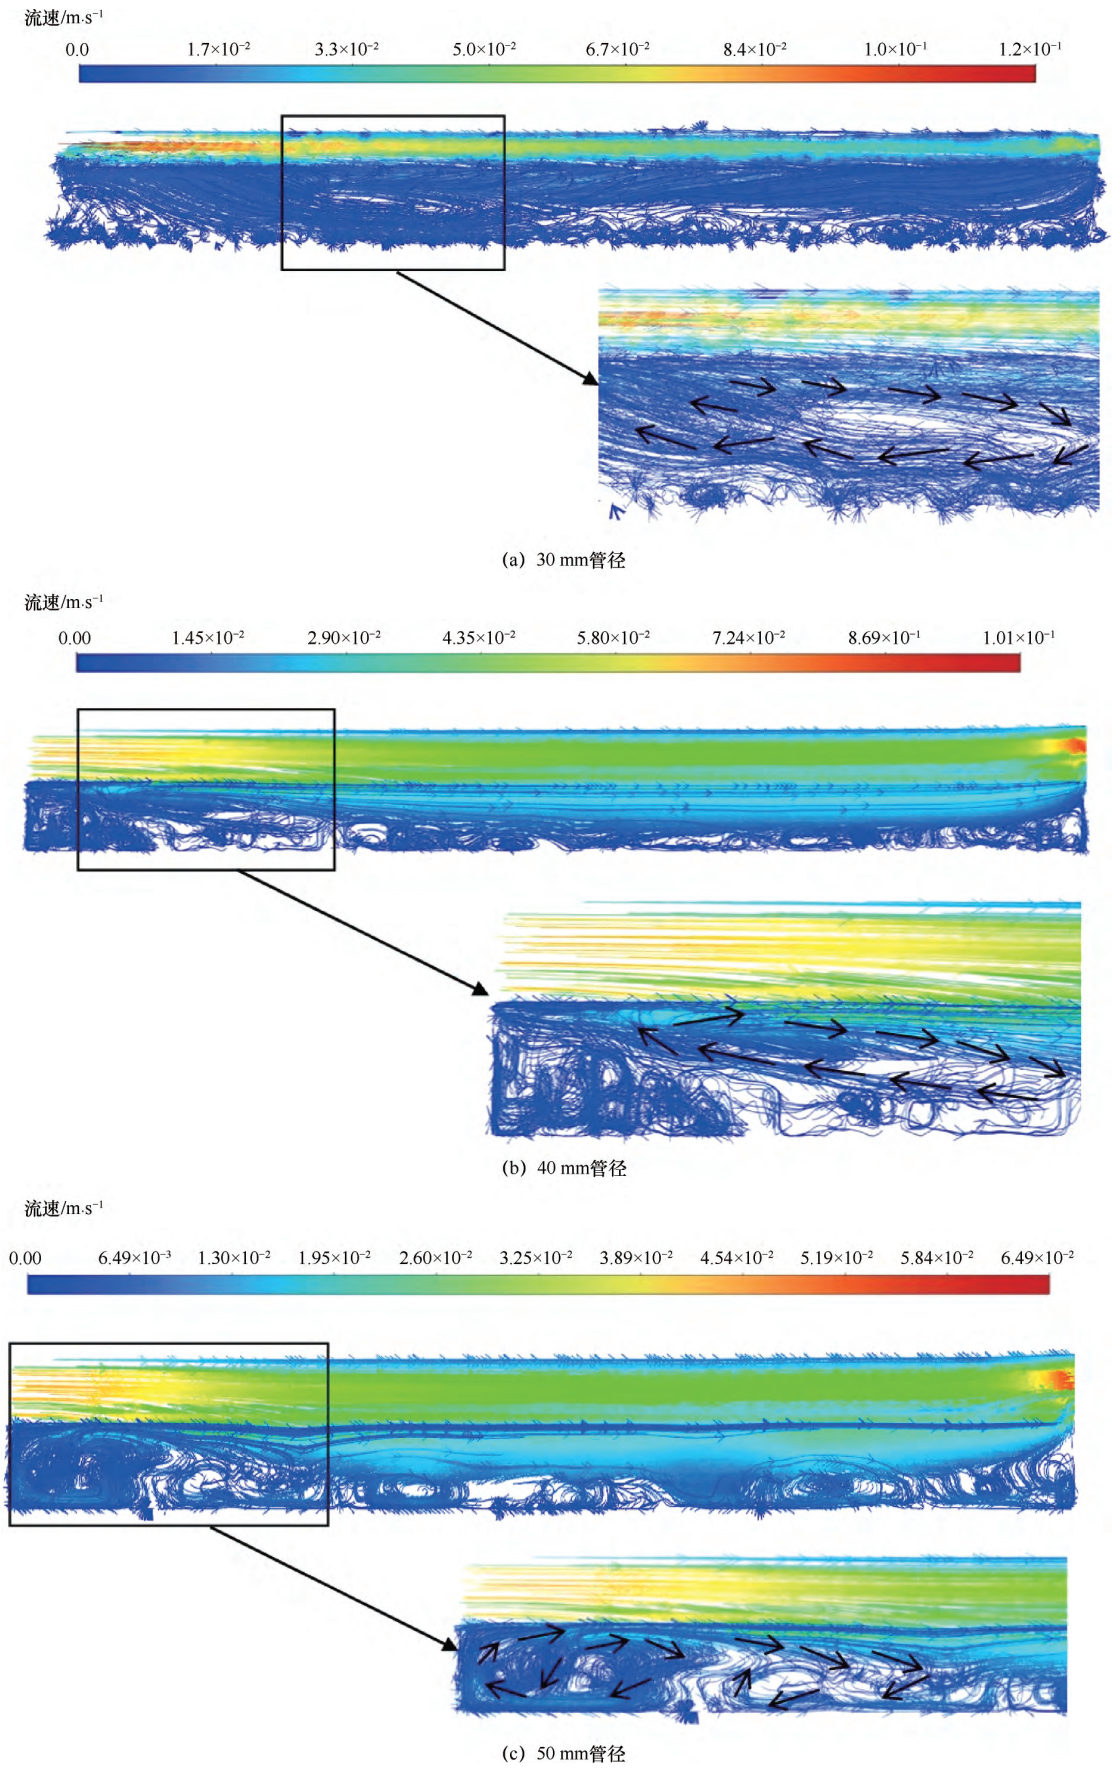 流速/m·s⁻¹
0.0 1.7×10⁻² 3.3×10⁻² 5.0×10⁻² 6.7×10⁻² 8.4×10⁻² 1.0×10⁻¹ 1.2×10⁻¹
(a) 30 mm管径
流速/m·s⁻¹
0.00 1.45×10⁻² 2.90×10⁻² 4.35×10⁻² 5.80×10⁻² 7.24×10⁻² 8.69×10⁻¹ 1.01×10⁻¹
(b) 40 mm管径
流速/m·s⁻¹
0.00 6.49×10⁻³ 1.30×10⁻² 1.95×10⁻² 2.60×10⁻² 3.25×10⁻² 3.89×10⁻² 4.54×10⁻² 5.19×10⁻² 5.84×10⁻² 6.49×10⁻²
(c) 50 mm管径